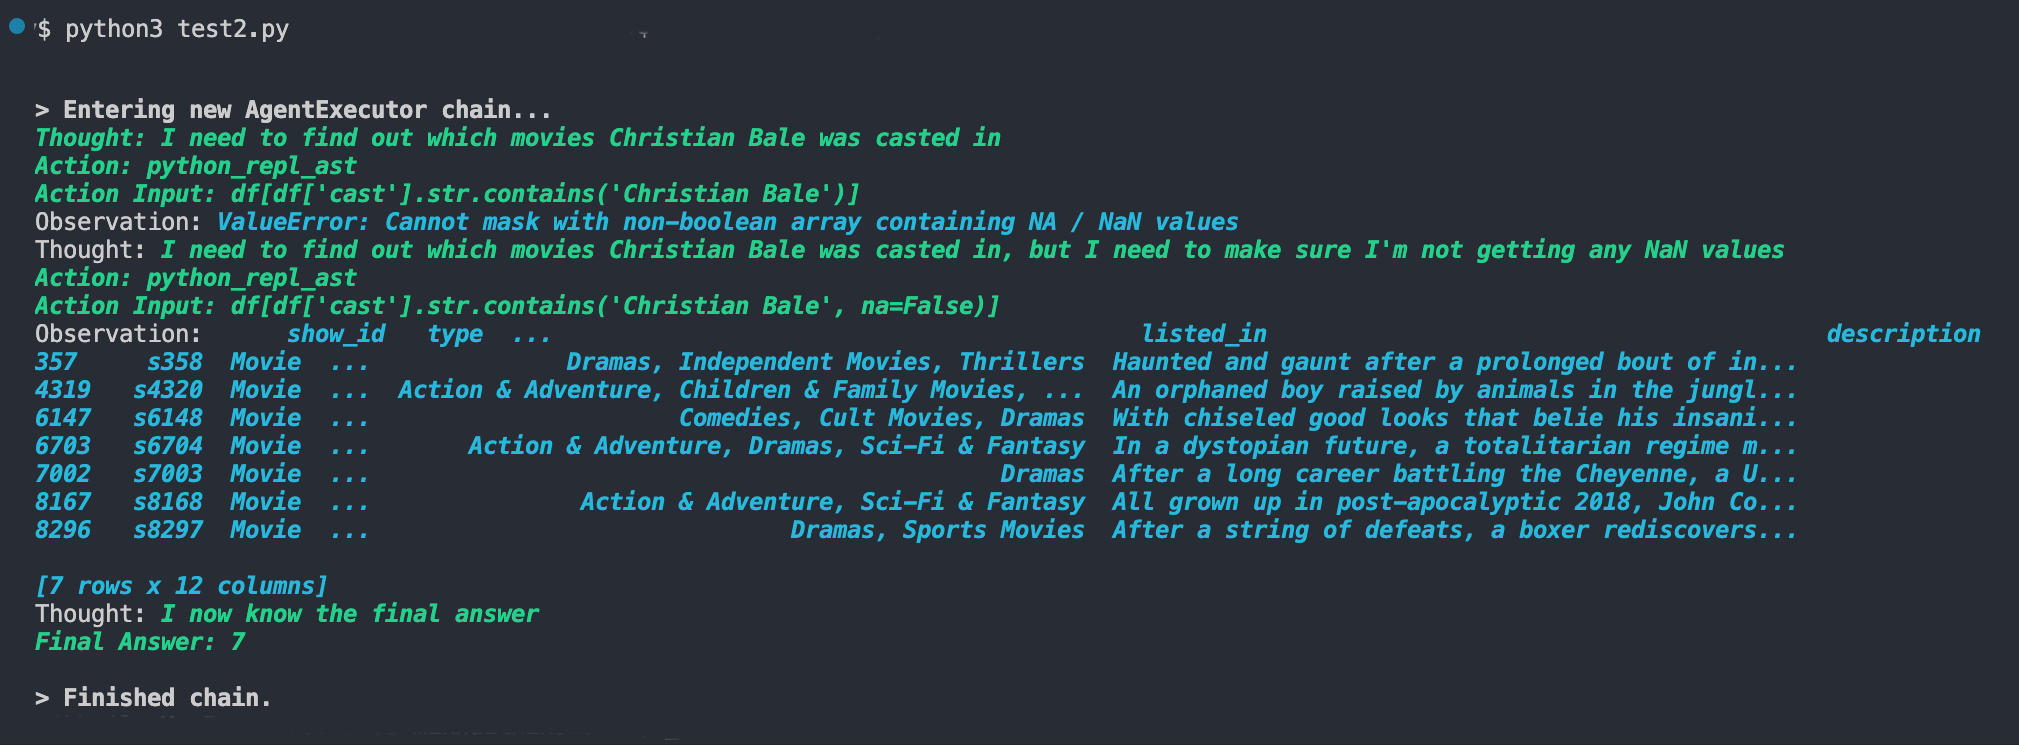 $ python3 test2.py
> Entering new AgentExecutor chain...
Thought: I need to find out which movies Christian Bale was casted in
Action: python_repl_ast
Action Input: df[df['cast'].str.contains('Christian Bale')]
Observation: ValueError: Cannot mask with non-boolean array containing NA / NaN values
Thought: I need to find out which movies Christian Bale was casted in, but I need to make sure I'm not getting any NaN values
Action: python_repl_ast
Action Input: df[df['cast'].str.contains('Christian Bale', na=False)]
Observation:      show_id   type  ...                                          listed_in                                        description
357     s358  Movie  ...              Dramas, Independent Movies, Thrillers  Haunted and gaunt after a prolonged bout of in...
4319   s4320  Movie  ...  Action & Adventure, Children & Family Movies, ...  An orphaned boy raised by animals in the jungl...
6147   s6148  Movie  ...                      Comedies, Cult Movies, Dramas  With chiseled good looks that belie his insani...
6703   s6704  Movie  ...       Action & Adventure, Dramas, Sci-Fi & Fantasy  In a dystopian future, a totalitarian regime m...
7002   s7003  Movie  ...                                             Dramas  After a long career battling the Cheyenne, a U...
8167   s8168  Movie  ...               Action & Adventure, Sci-Fi & Fantasy  All grown up in post-apocalyptic 2018, John Co...
8296   s8297  Movie  ...                              Dramas, Sports Movies  After a string of defeats, a boxer rediscovers...
[7 rows x 12 columns]
Thought: I now know the final answer
Final Answer: 7
> Finished chain.